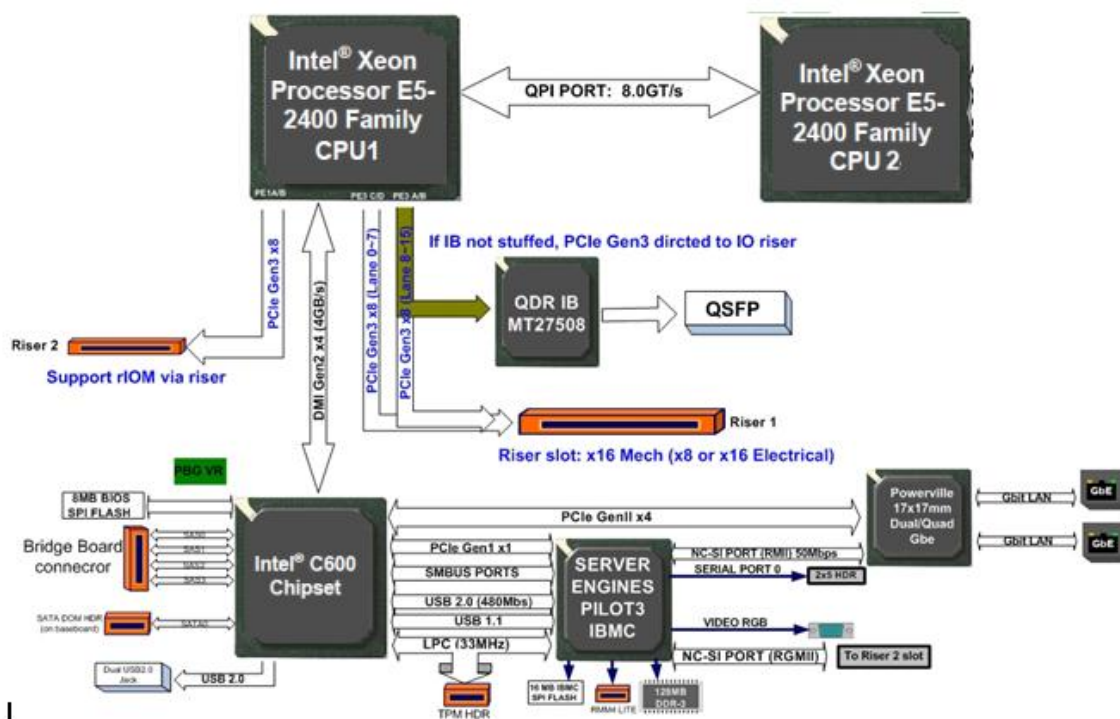 Intel® Xeon
Processor E5-
2400 Family
CPU1
PE1A/B
PE3 C/D
PE3 A/B
QPI PORT: 8.0GT/s
Intel® Xeon
Processor E5-
2400 Family
CPU 2
PCIe Gen3 x8
DMI Gen2 x4 (4GB/s)
PCIe Gen3 x8 (Lane 0~7)
PCIe Gen3 x8 (Lane 8~15)
If IB not stuffed, PCIe Gen3 dircted to IO riser
QDR IB
MT27508
QSFP
Riser 2
Support rIOM via riser
Riser 1
Riser slot: x16 Mech (x8 or x16 Electrical)
PBG VR
8MB BIOS
SPI FLASH
Bridge Board
connecror
SAS0
SAS1
SAS2
SAS3
SATA DOM HDR
(on baseboard)
SATA0
Dual USB2.0
Jack
USB 2.0
Intel® C600
Chipset
PCIe GenII x4
PCIe Gen1 x1
SMBUS PORTS
USB 2.0 (480Mbs)
USB 1.1
LPC (33MHz)
TPM HDR
SERVER
ENGINES
PILOT3
IBMC
16 MB IBMC
SPI FLASH
RMM4 LITE
128MB
DDR-3
Powerville
17x17mm
Dual/Quad
Gbe
Gbit LAN
GbE
Gbit LAN
GbE
NC-SI PORT (RMII) 50Mbps
SERIAL PORT 0
2x5 HDR
VIDEO RGB
NC-SI PORT (RGMII)
To Riser 2 slot